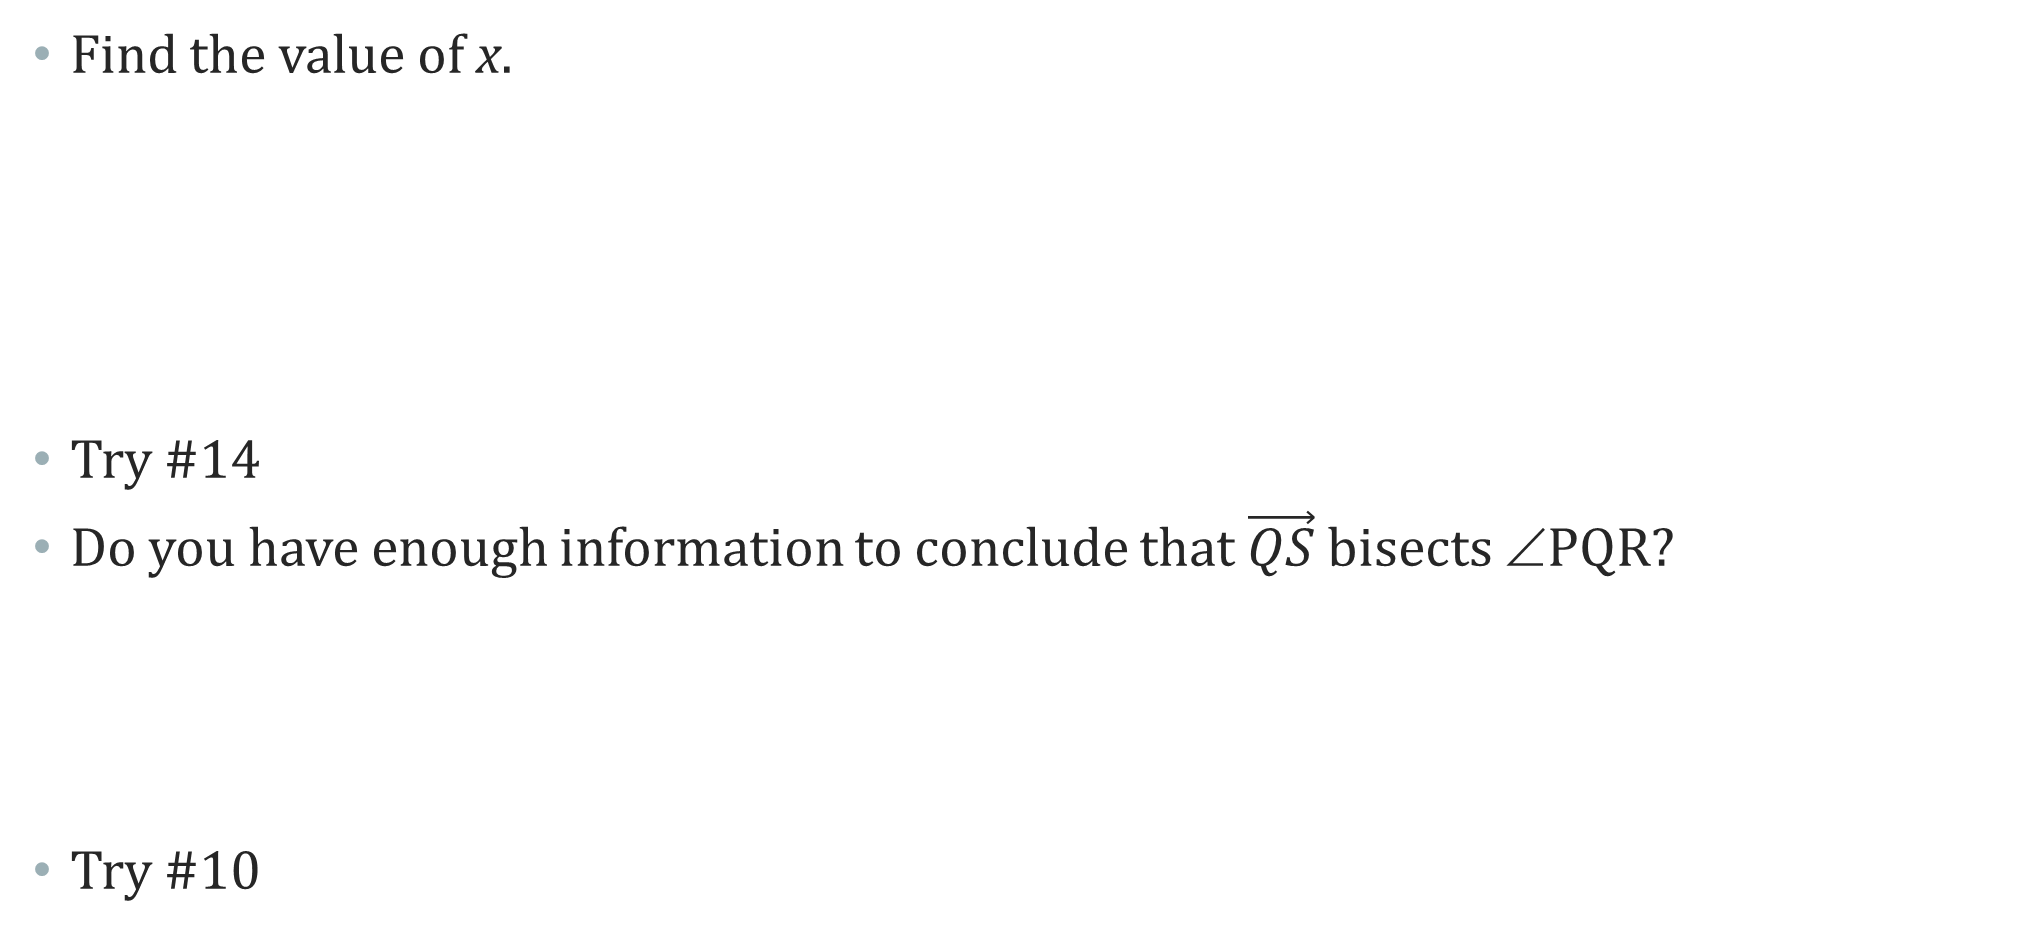 • Find the value of x.
• Try #14
• Do you have enough information to conclude that $\overrightarrow{QS}$ bisects ∠PQR?
• Try #10